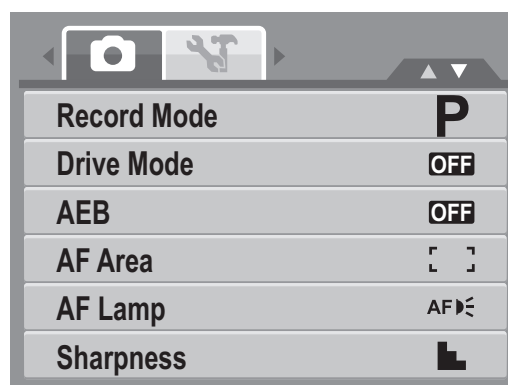 Record Mode P
Drive Mode OFF
AEB OFF
AF Area
AF Lamp AF
Sharpness